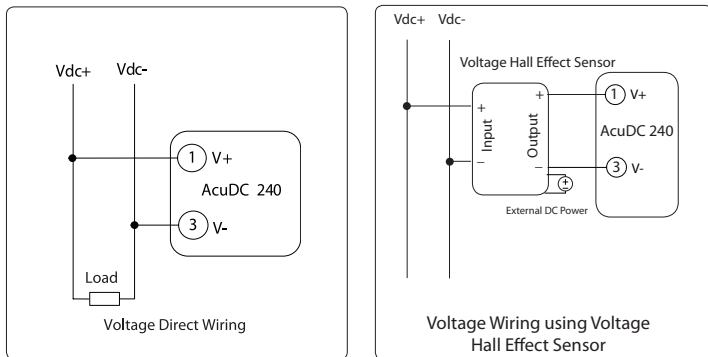 Vdc+ Vdc-
1 V+
AcuDC 240
3 V-
Load
Voltage Direct Wiring
Vdc+ Vdc-
Voltage Hall Effect Sensor
+ + 1 V+
Input Output AcuDC 240
− − 3 V-
+ −
External DC Power
Voltage Wiring using Voltage
Hall Effect Sensor